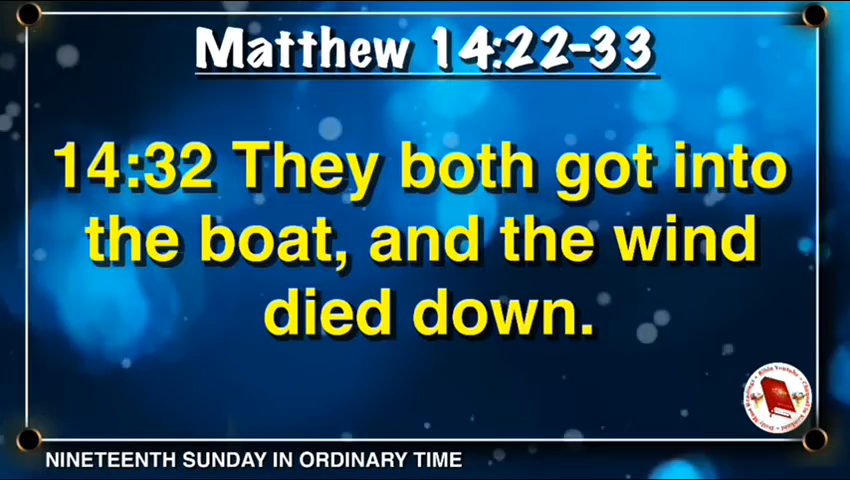 Matthew 14:22-33
14:32 They both got into
the boat, and the wind
died down.
NINETEENTH SUNDAY IN ORDINARY TIME